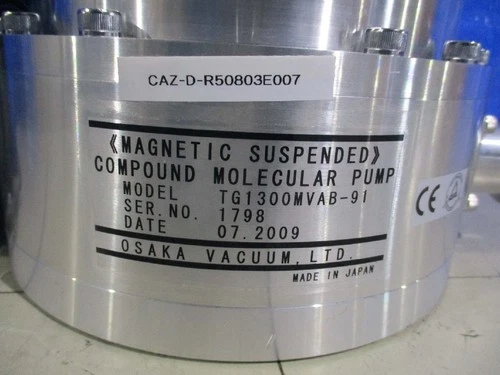 CAZ-D-R50803E007
《MAGNETIC SUSPENDED》
COMPOUND MOLECULAR PUMP
MODEL TG1300MVAB-91
SER.NO. 1798
DATE 07.2009
OSAKA VACUUM,LTD.
MADE IN JAPAN
CE